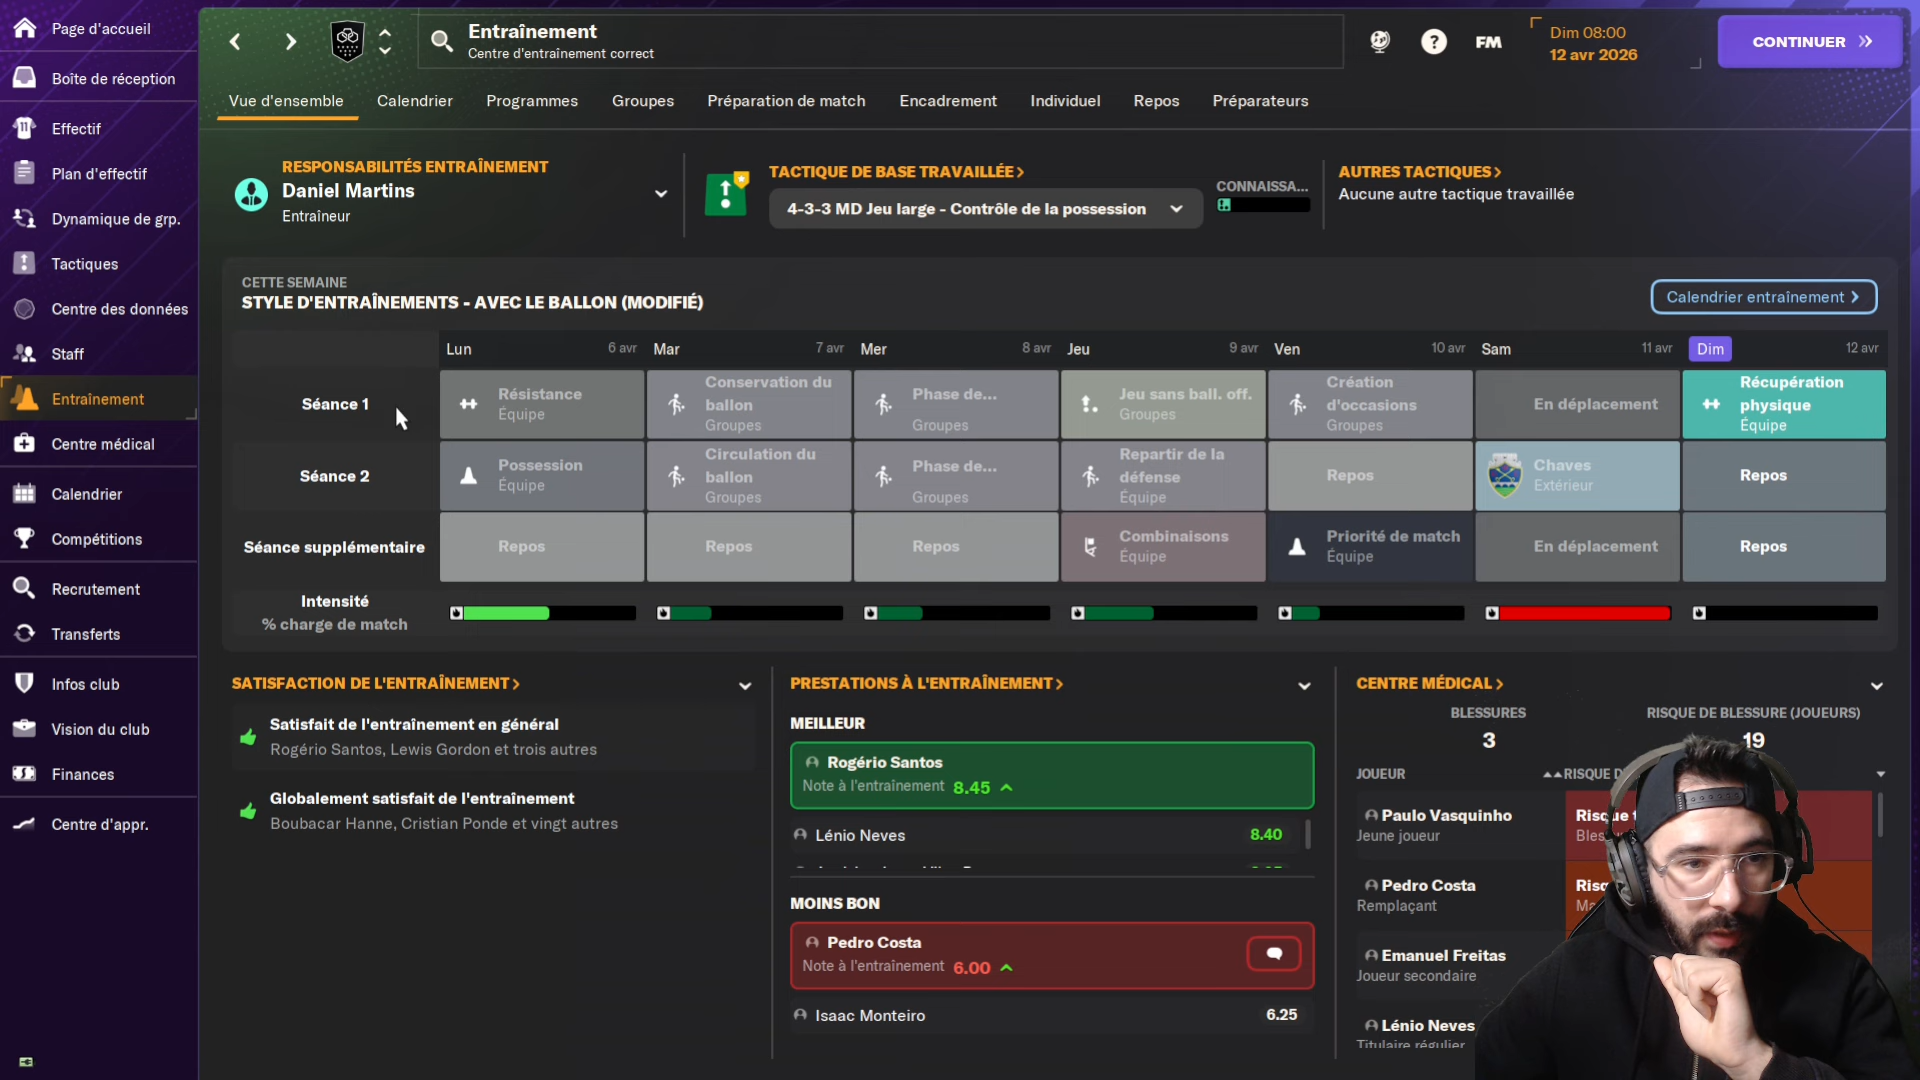 Page d'accueil
Boîte de réception
Effectif
Plan d'effectif
Dynamique de grp.
Tactiques
Centre des données
Staff
Entraînement
Centre médical
Calendrier
Compétitions
Recrutement
Transferts
Infos club
Vision du club
Finances
Centre d'appr.
Entraînement
Centre d'entraînement correct
FM
Dim 08:00
12 avr 2026
CONTINUER
Vue d'ensemble
Calendrier
Programmes
Groupes
Préparation de match
Encadrement
Individuel
Repos
Préparateurs
RESPONSABILITÉS ENTRAÎNEMENT
Daniel Martins
Entraîneur
TACTIQUE DE BASE TRAVAILLÉE
4-3-3 MD Jeu large - Contrôle de la possession
CONNAISSA...
AUTRES TACTIQUES
Aucune autre tactique travaillée
CETTE SEMAINE
STYLE D'ENTRAÎNEMENTS - AVEC LE BALLON (MODIFIÉ)
Calendrier entraînement
Lun 6 avr Mar 7 avr Mer 8 avr Jeu 9 avr Ven 10 avr Sam 11 avr Dim 12 avr
Séance 1
Résistance
Équipe
Conservation du
ballon
Groupes
Phase de...
Groupes
Jeu sans ball. off.
Groupes
Création
d'occasions
Groupes
En déplacement
Récupération
physique
Équipe
Séance 2
Possession
Équipe
Circulation du
ballon
Groupes
Phase de...
Groupes
Repartir de la
défense
Équipe
Repos
Chaves
Extérieur
Repos
Séance supplémentaire
Repos
Repos
Repos
Combinaisons
Équipe
Priorité de match
Équipe
En déplacement
Repos
Intensité
% charge de match
SATISFACTION DE L'ENTRAÎNEMENT
Satisfait de l'entraînement en général
Rogério Santos, Lewis Gordon et trois autres
Globalement satisfait de l'entraînement
Boubacar Hanne, Cristian Ponde et vingt autres
PRESTATIONS À L'ENTRAÎNEMENT
MEILLEUR
Rogério Santos
Note à l'entraînement 8.45
Lénio Neves 8.40
MOINS BON
Pedro Costa
Note à l'entraînement 6.00
Isaac Monteiro 6.25
CENTRE MÉDICAL
BLESSURES
3
RISQUE DE BLESSURE (JOUEURS)
19
JOUEUR
RISQUE
Paulo Vasquinho
Jeune joueur
Risque
Pedro Costa
Remplaçant
Emanuel Freitas
Joueur secondaire
Lénio Neves
Titulaire régulier